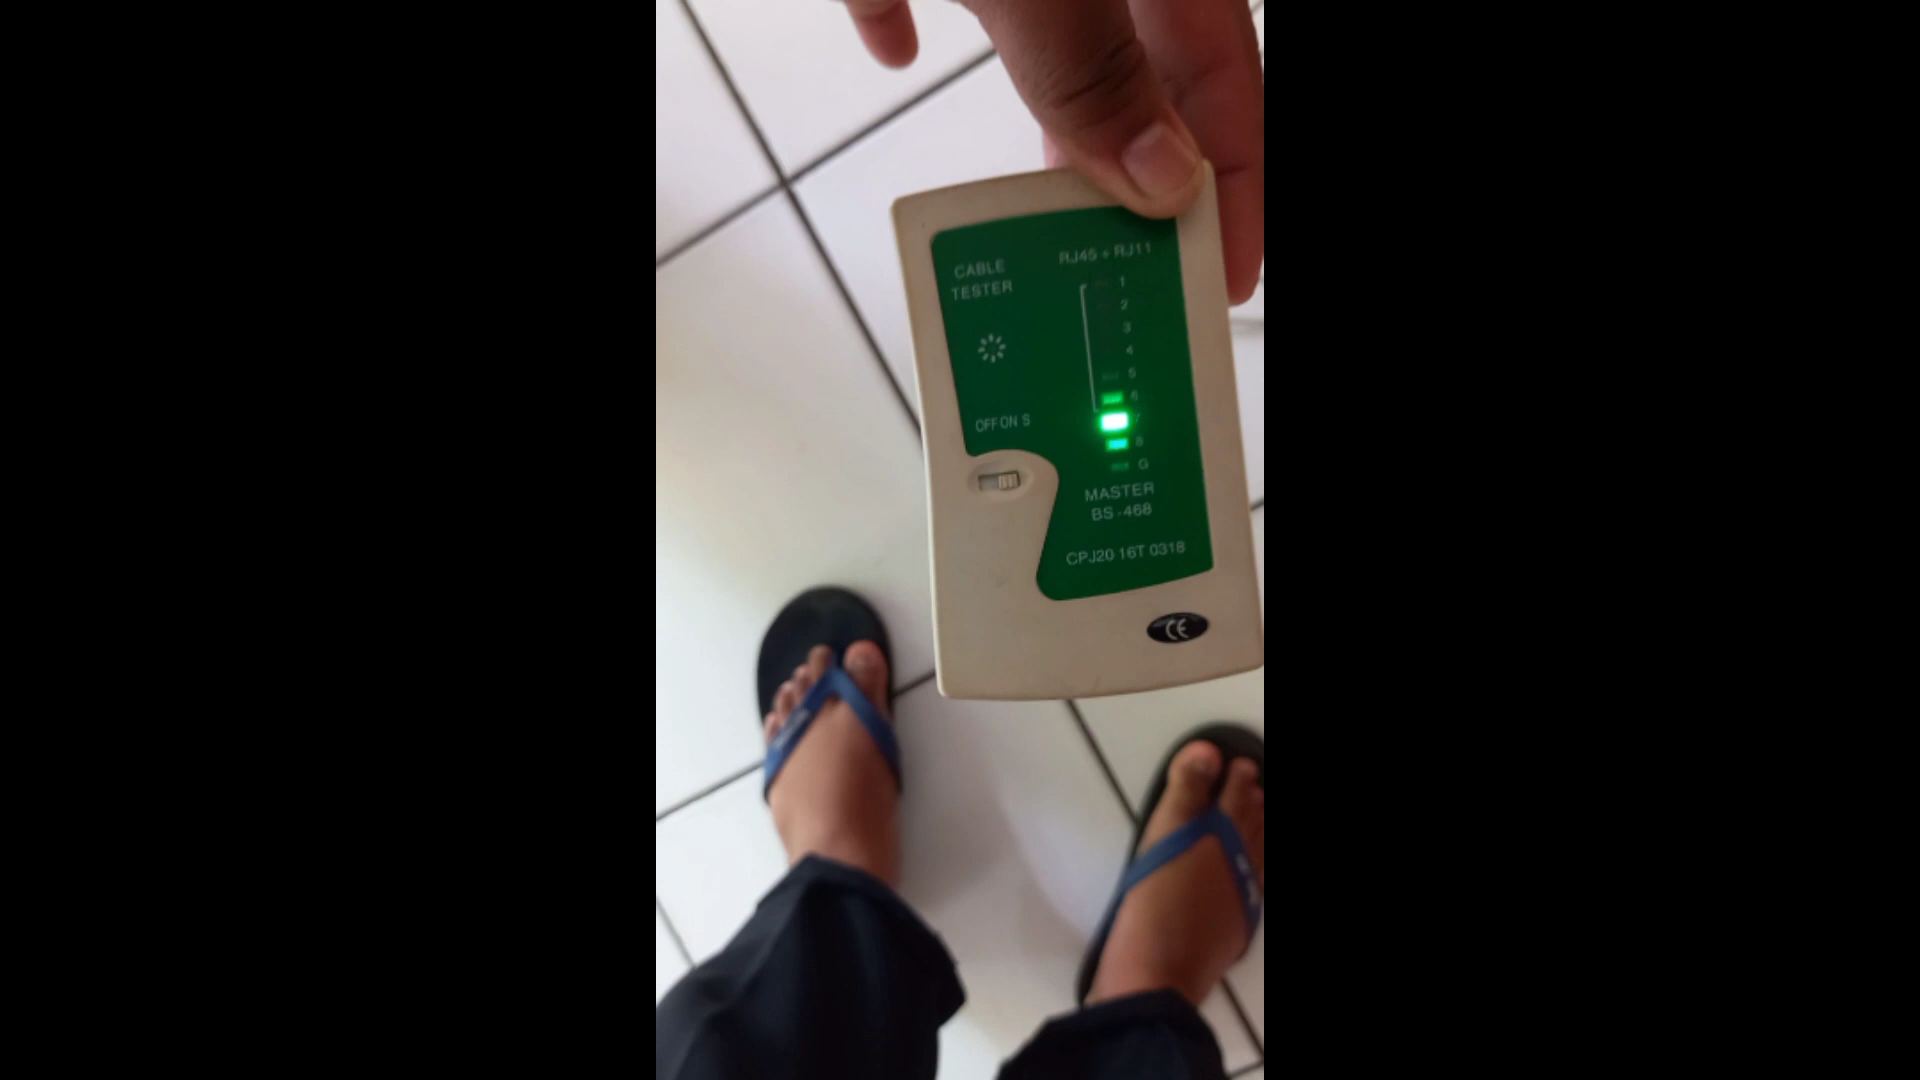 CABLE
TESTER
RJ45 + RJ11
1
2
3
4
5
6
7
8
G
OFF ON S
MASTER
BS-468
CPJ20 16T 0318
CE